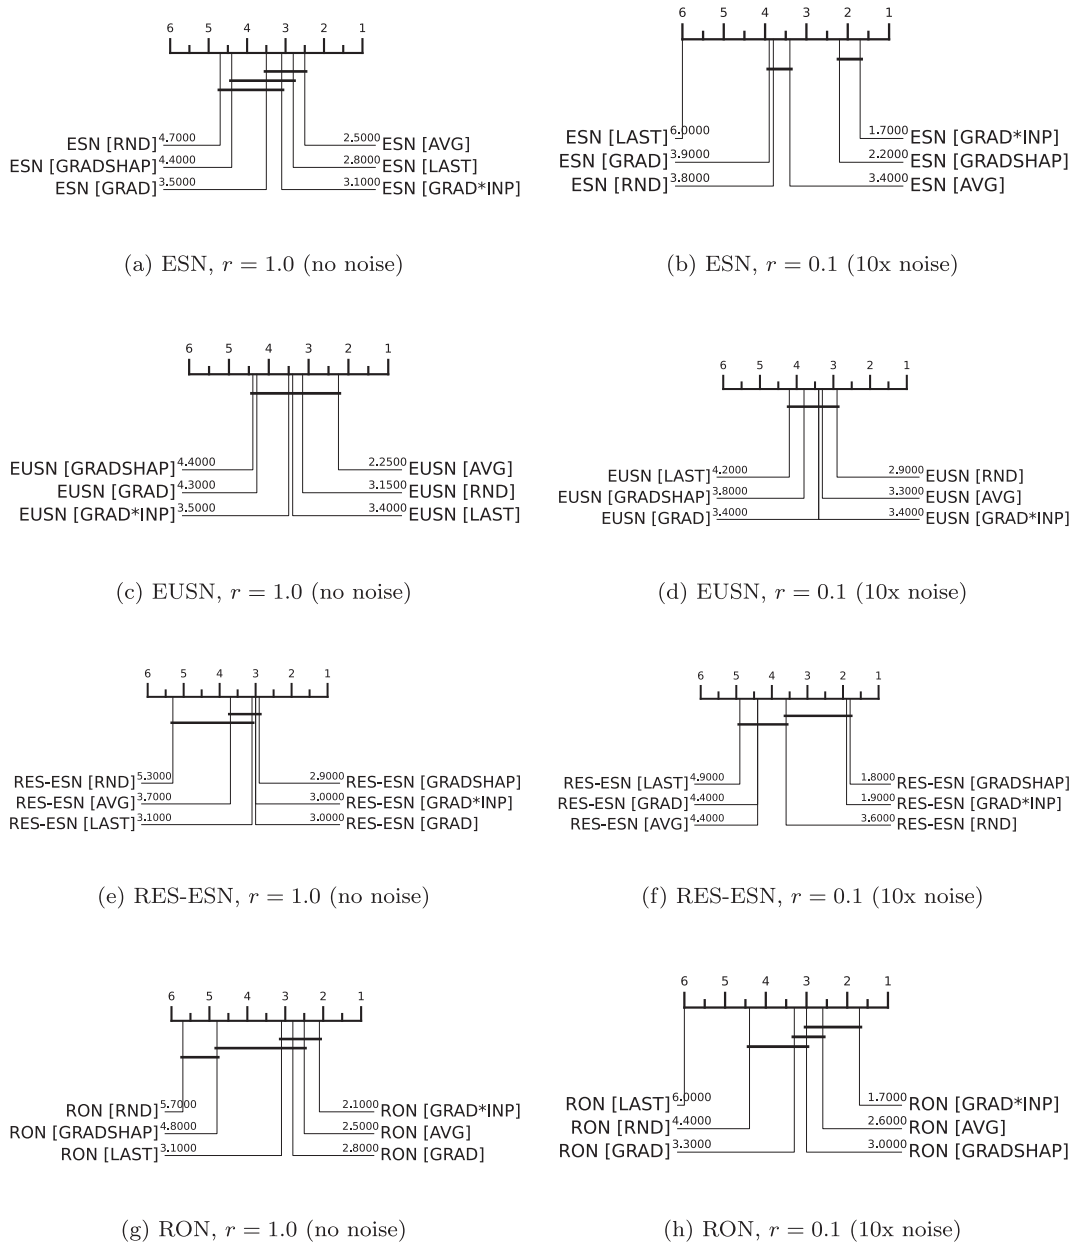 6 5 4 3 2 1
ESN [RND] 4.7000 2.5000 ESN [AVG]
ESN [GRADSHAP] 4.4000 2.8000 ESN [LAST]
ESN [GRAD] 3.5000 3.1000 ESN [GRAD*INP]
(a) ESN, r = 1.0 (no noise)
6 5 4 3 2 1
ESN [LAST] 6.0000 1.7000 ESN [GRAD*INP]
ESN [GRAD] 3.9000 2.2000 ESN [GRADSHAP]
ESN [RND] 3.8000 3.4000 ESN [AVG]
(b) ESN, r = 0.1 (10x noise)
6 5 4 3 2 1
EUSN [GRADSHAP] 4.4000 2.2500 EUSN [AVG]
EUSN [GRAD] 4.3000 3.1500 EUSN [RND]
EUSN [GRAD*INP] 3.5000 3.4000 EUSN [LAST]
(c) EUSN, r = 1.0 (no noise)
6 5 4 3 2 1
EUSN [LAST] 4.2000 2.9000 EUSN [RND]
EUSN [GRADSHAP] 3.8000 3.3000 EUSN [AVG]
EUSN [GRAD] 3.4000 3.4000 EUSN [GRAD*INP]
(d) EUSN, r = 0.1 (10x noise)
6 5 4 3 2 1
RES-ESN [RND] 5.3000 2.9000 RES-ESN [GRADSHAP]
RES-ESN [AVG] 3.7000 3.0000 RES-ESN [GRAD*INP]
RES-ESN [LAST] 3.1000 3.0000 RES-ESN [GRAD]
(e) RES-ESN, r = 1.0 (no noise)
6 5 4 3 2 1
RES-ESN [LAST] 4.9000 1.8000 RES-ESN [GRADSHAP]
RES-ESN [GRAD] 4.4000 1.9000 RES-ESN [GRAD*INP]
RES-ESN [AVG] 4.4000 3.6000 RES-ESN [RND]
(f) RES-ESN, r = 0.1 (10x noise)
6 5 4 3 2 1
RON [RND] 5.7000 2.1000 RON [GRAD*INP]
RON [GRADSHAP] 4.8000 2.5000 RON [AVG]
RON [LAST] 3.1000 2.8000 RON [GRAD]
(g) RON, r = 1.0 (no noise)
6 5 4 3 2 1
RON [LAST] 6.0000 1.7000 RON [GRAD*INP]
RON [RND] 4.4000 2.6000 RON [AVG]
RON [GRAD] 3.3000 3.0000 RON [GRADSHAP]
(h) RON, r = 0.1 (10x noise)